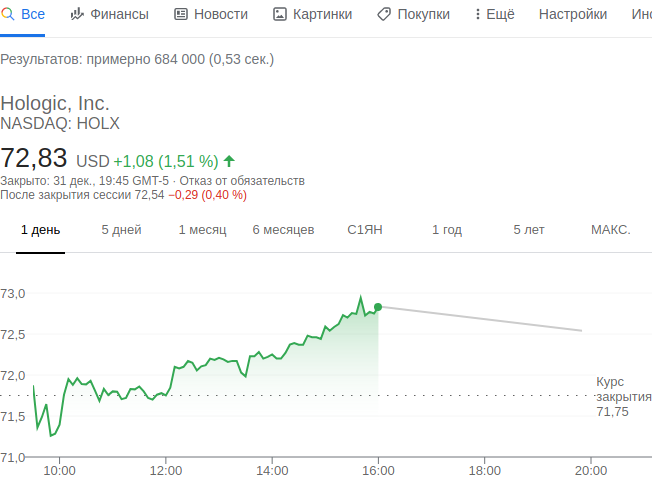 Все Финансы Новости Картинки Покупки Ещё Настройки Инс
Результатов: примерно 684 000 (0,53 сек.)
Hologic, Inc.
NASDAQ: HOLX
72,83 USD +1,08 (1,51 %)
Закрыто: 31 дек., 19:45 GMT-5 · Отказ от обязательств
После закрытия сессии 72,54 −0,29 (0,40 %)
1 день 5 дней 1 месяц 6 месяцев С1ЯН 1 год 5 лет МАКС.
73,0
72,5
72,0
71,5
71,0
Курс
закрытия
71,75
10:00 12:00 14:00 16:00 18:00 20:00